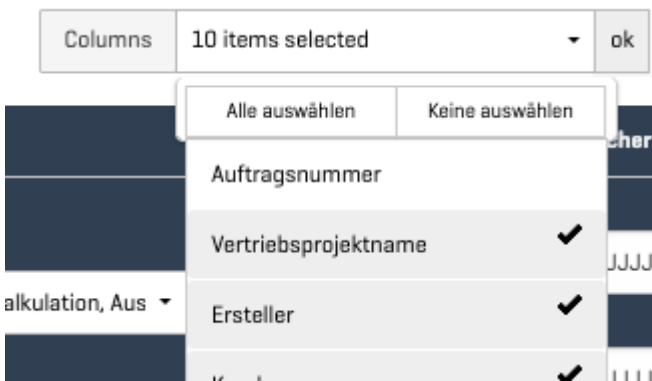 Columns 10 items selected ok
Alle auswählen Keine auswählen
Auftragsnummer
Vertriebsprojektname
alkulation, Aus
Ersteller